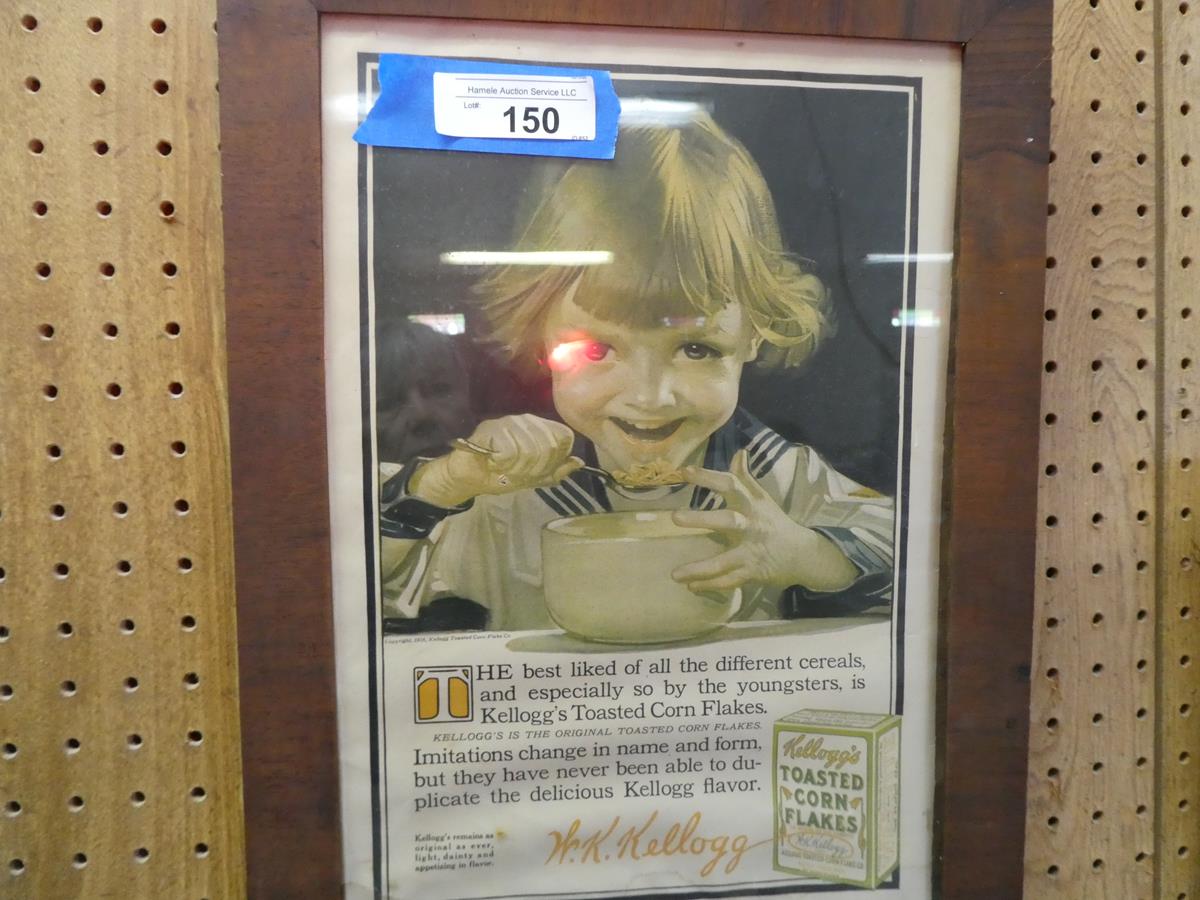 Hamele Auction Service LLC
Lot#:
150
THE best liked of all the different cereals,
and especially so by the youngsters, is
Kellogg's Toasted Corn Flakes.
KELLOGG'S IS THE ORIGINAL TOASTED CORN FLAKES.
Imitations change in name and form,
but they have never been able to du-
plicate the delicious Kellogg flavor.
Kellogg's remains as
original as ever,
light, dainty and
appetizing in flavor.
W.K.Kellogg
Kellogg's
TOASTED
CORN
FLAKES
W.K.Kellogg